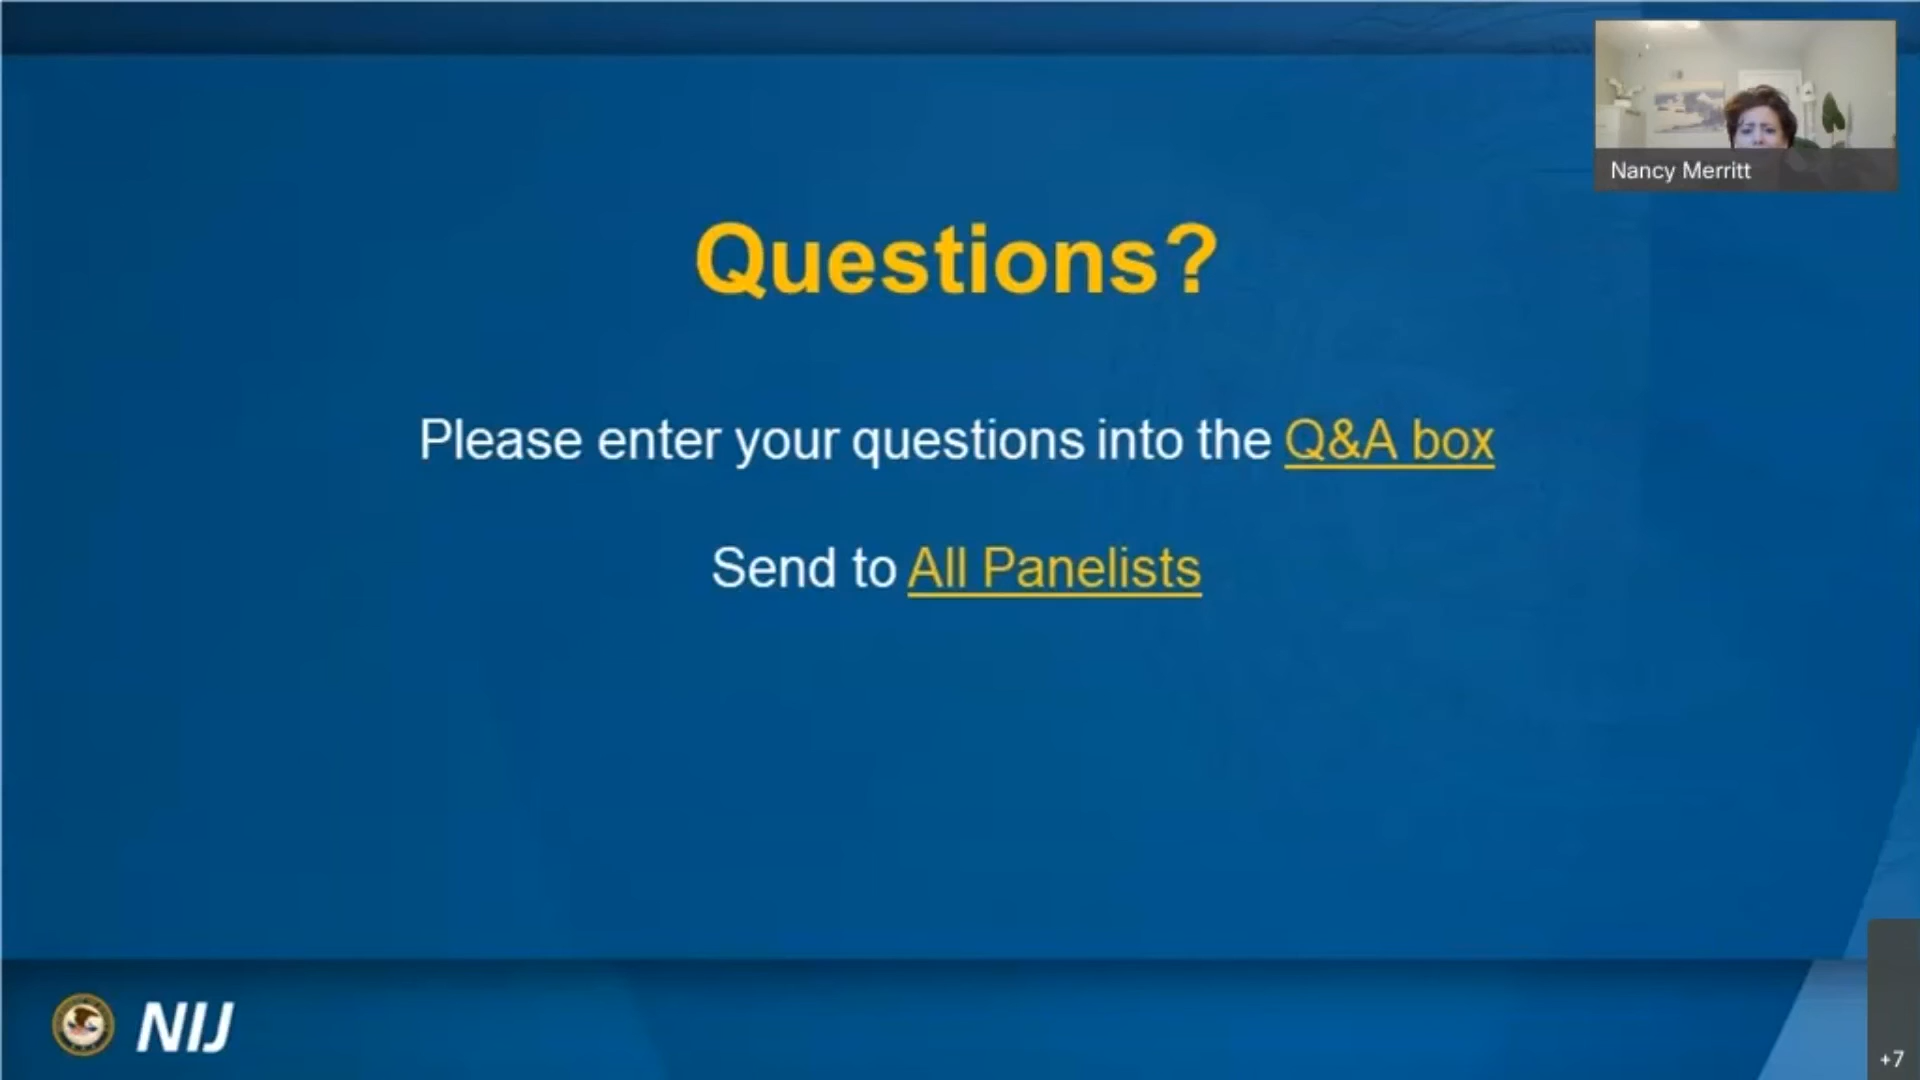 Nancy Merritt
Questions?
Please enter your questions into the Q&A box
Send to All Panelists
NIJ
+7